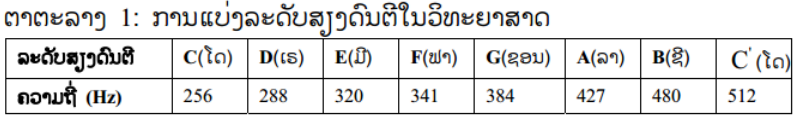 ຕາຕະລາງ 1: ການແບ່ງລະດັບສຽງດົນຕີໃນວິທະຍາສາດ
ລະດັບສຽງດົນຕີ C(ໂດ) D(ເຣ) E(ມີ) F(ຟາ) G(ຊອນ) A(ລາ) B(ຊີ) C'(ໂດ)
ຄວາມຖີ່ (Hz) 256 288 320 341 384 427 480 512